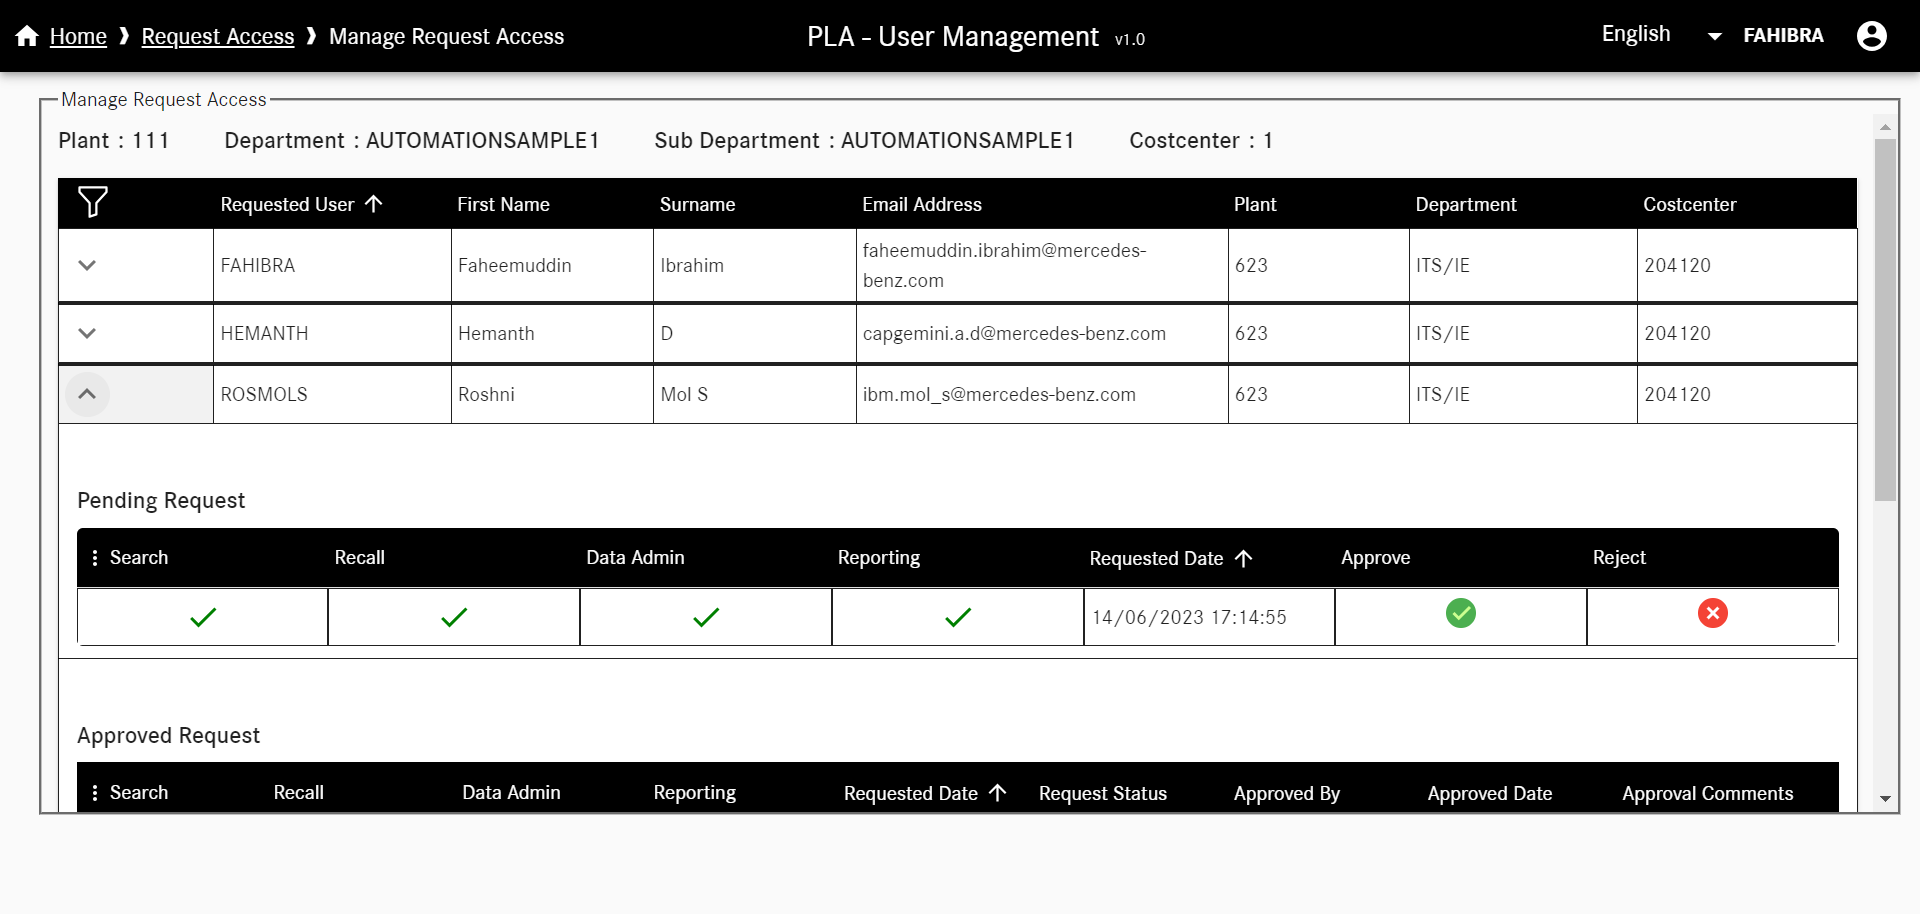 Home ❱ Request Access ❱ Manage Request Access
PLA - User Management v1.0
English FAHIBRA
Manage Request Access
Plant : 111 Department : AUTOMATIONSAMPLE1 Sub Department : AUTOMATIONSAMPLE1 Costcenter : 1
Requested User First Name Surname Email Address Plant Department Costcenter
FAHIBRA Faheemuddin Ibrahim faheemuddin.ibrahim@mercedes- 623 ITS/IE 204120
benz.com
HEMANTH Hemanth D capgemini.a.d@mercedes-benz.com 623 ITS/IE 204120
ROSMOLS Roshni Mol S ibm.mol_s@mercedes-benz.com 623 ITS/IE 204120
Pending Request
Search Recall Data Admin Reporting Requested Date Approve Reject
14/06/2023 17:14:55
Approved Request
Search Recall Data Admin Reporting Requested Date Request Status Approved By Approved Date Approval Comments